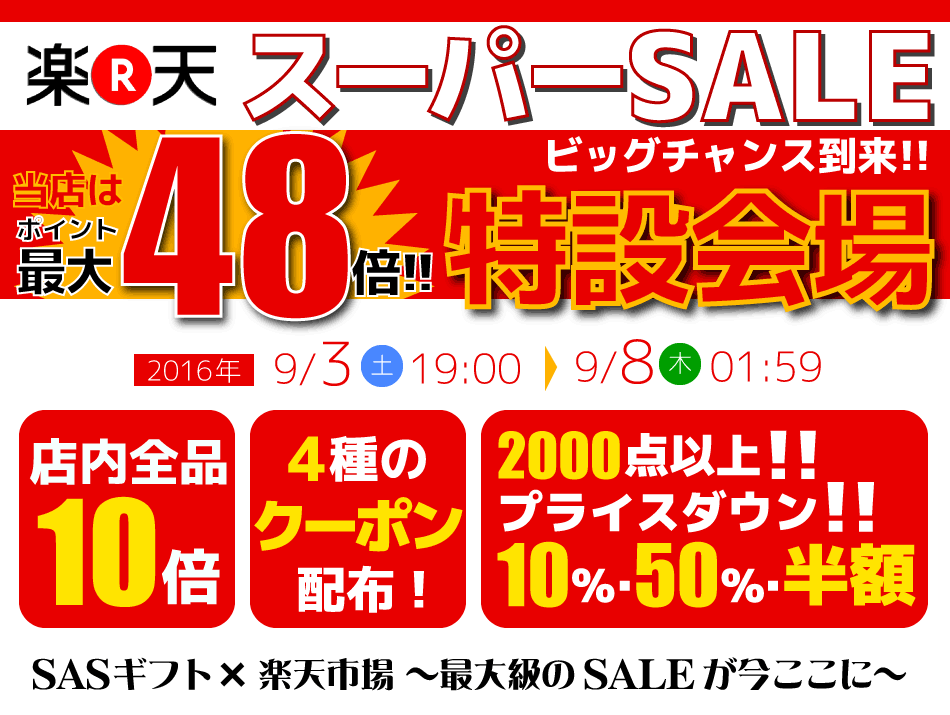 楽R天 スーパーSALE
ビッグチャンス到来!!
当店は
ポイント
最大48倍!!
特設会場
2016年 9/3 土 19:00 9/8 木 01:59
店内全品
10倍
4種の
クーポン
配布！
2000点以上!!
プライスダウン!!
10%・50%・半額
SASギフト× 楽天市場 ～最大級のSALEが今ここに～